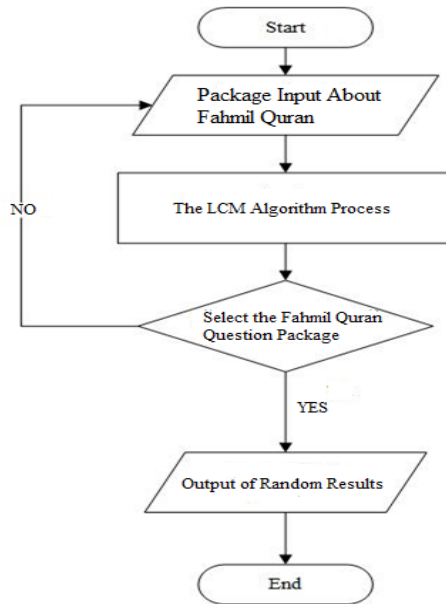 Start
Package Input About
Fahmil Quran
The LCM Algorithm Process
NO
Select the Fahmil Quran
Question Package
YES
Output of Random Results
End